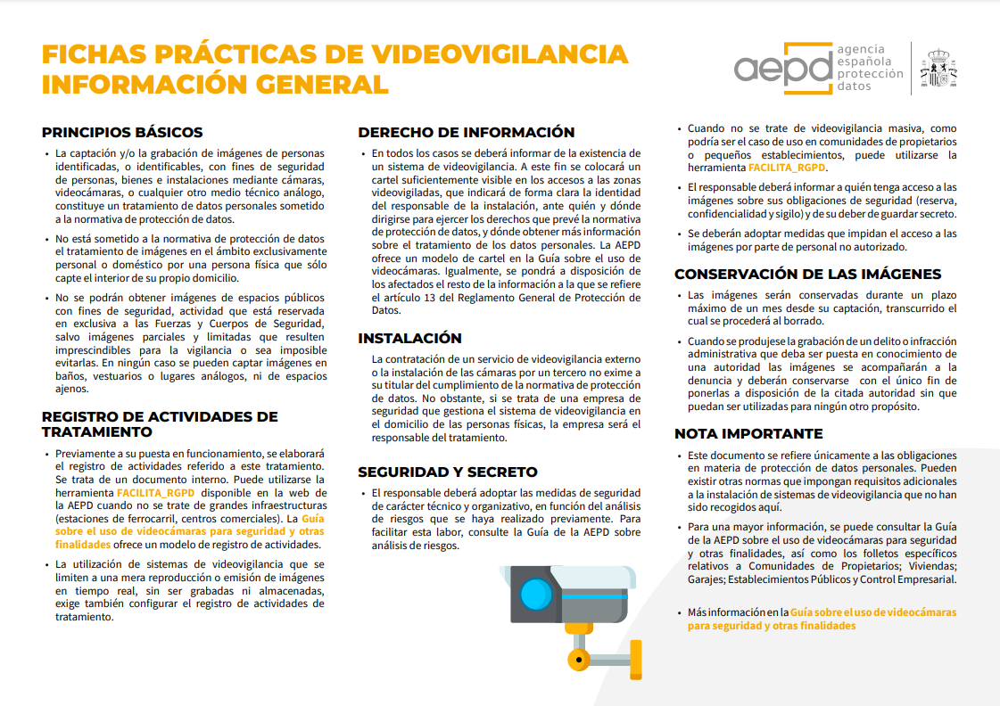 FICHAS PRÁCTICAS DE VIDEOVIGILANCIA
INFORMACIÓN GENERAL
aepd
agencia
española
protección
datos
PRINCIPIOS BÁSICOS
• La captación y/o la grabación de imágenes de personas
identificadas, o identificables, con fines de seguridad
de personas, bienes e instalaciones mediante cámaras,
videocámaras, o cualquier otro medio técnico análogo,
constituye un tratamiento de datos personales sometido
a la normativa de protección de datos.
• No está sometido a la normativa de protección de datos
el tratamiento de imágenes en el ámbito exclusivamente
personal o doméstico por una persona física que sólo
capte el interior de su propio domicilio.
• No se podrán obtener imágenes de espacios públicos
con fines de seguridad, actividad que está reservada
en exclusiva a las Fuerzas y Cuerpos de Seguridad,
salvo imágenes parciales y limitadas que resulten
imprescindibles para la vigilancia o sea imposible
evitarlas. En ningún caso se pueden captar imágenes en
baños, vestuarios o lugares análogos, ni de espacios
ajenos.
REGISTRO DE ACTIVIDADES DE
TRATAMIENTO
• Previamente a su puesta en funcionamiento, se elaborará
el registro de actividades referido a este tratamiento.
Se trata de un documento interno. Puede utilizarse la
herramienta FACILITA_RGPD disponible en la web de
la AEPD cuando no se trate de grandes infraestructuras
(estaciones de ferrocarril, centros comerciales). La Guía
sobre el uso de videocámaras para seguridad y otras
finalidades ofrece un modelo de registro de actividades.
• La utilización de sistemas de videovigilancia que se
limiten a una mera reproducción o emisión de imágenes
en tiempo real, sin ser grabadas ni almacenadas,
exige también configurar el registro de actividades de
tratamiento.
DERECHO DE INFORMACIÓN
• En todos los casos se deberá informar de la existencia de
un sistema de videovigilancia. A este fin se colocará un
cartel suficientemente visible en los accesos a las zonas
videovigiladas, que indicará de forma clara la identidad
del responsable de la instalación, ante quién y dónde
dirigirse para ejercer los derechos que prevé la normativa
de protección de datos, y dónde obtener más información
sobre el tratamiento de los datos personales. La AEPD
ofrece un modelo de cartel en la Guía sobre el uso de
videocámaras. Igualmente, se pondrá a disposición de
los afectados el resto de la información a la que se refiere
el artículo 13 del Reglamento General de Protección de
Datos.
INSTALACIÓN
La contratación de un servicio de videovigilancia externo
o la instalación de las cámaras por un tercero no exime a
su titular del cumplimiento de la normativa de protección
de datos. No obstante, si se trata de una empresa de
seguridad que gestiona el sistema de videovigilancia en
el domicilio de las personas físicas, la empresa será el
responsable del tratamiento.
SEGURIDAD Y SECRETO
• El responsable deberá adoptar las medidas de seguridad
de carácter técnico y organizativo, en función del análisis
de riesgos que se haya realizado previamente. Para
facilitar esta labor, consulte la Guía de la AEPD sobre
análisis de riesgos.
• Cuando no se trate de videovigilancia masiva, como
podría ser el caso de uso en comunidades de propietarios
o pequeños establecimientos, puede utilizarse la
herramienta FACILITA_RGPD.
• El responsable deberá informar a quién tenga acceso a las
imágenes sobre sus obligaciones de seguridad (reserva,
confidencialidad y sigilo) y de su deber de guardar secreto.
• Se deberán adoptar medidas que impidan el acceso a las
imágenes por parte de personal no autorizado.
CONSERVACIÓN DE LAS IMÁGENES
• Las imágenes serán conservadas durante un plazo
máximo de un mes desde su captación, transcurrido el
cual se procederá al borrado.
• Cuando se produjese la grabación de un delito o infracción
administrativa que deba ser puesta en conocimiento de
una autoridad las imágenes se acompañarán a la
denuncia y deberán conservarse con el único fin de
ponerlas a disposición de la citada autoridad sin que
puedan ser utilizadas para ningún otro propósito.
NOTA IMPORTANTE
• Este documento se refiere únicamente a las obligaciones
en materia de protección de datos personales. Pueden
existir otras normas que impongan requisitos adicionales
a la instalación de sistemas de videovigilancia que no han
sido recogidos aquí.
• Para una mayor información, se puede consultar la Guía
de la AEPD sobre el uso de videocámaras para seguridad
y otras finalidades, así como los folletos específicos
relativos a Comunidades de Propietarios; Viviendas;
Garajes; Establecimientos Públicos y Control Empresarial.
• Más información en la Guía sobre el uso de videocámaras
para seguridad y otras finalidades